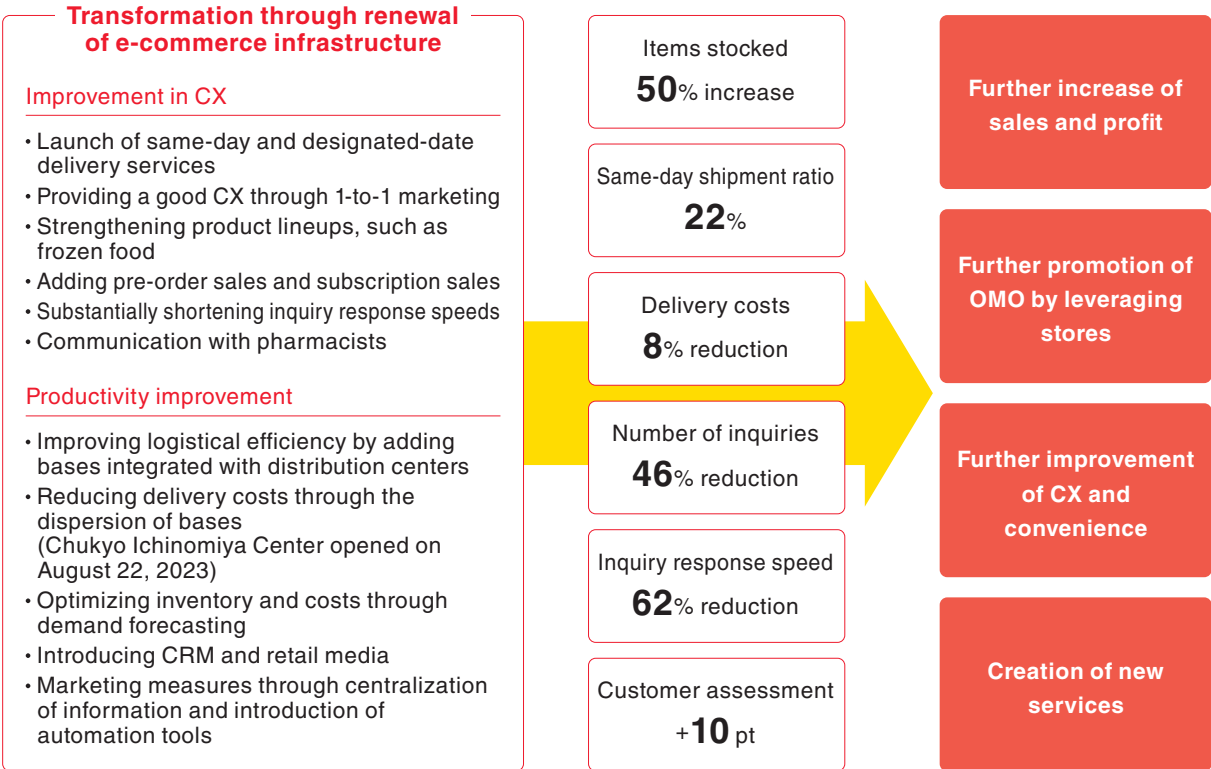 Transformation through renewal
of e-commerce infrastructure
Improvement in CX
• Launch of same-day and designated-date
delivery services
• Providing a good CX through 1-to-1 marketing
• Strengthening product lineups, such as
frozen food
• Adding pre-order sales and subscription sales
• Substantially shortening inquiry response speeds
• Communication with pharmacists
Productivity improvement
• Improving logistical efficiency by adding
bases integrated with distribution centers
• Reducing delivery costs through the
dispersion of bases
(Chukyo Ichinomiya Center opened on
August 22, 2023)
• Optimizing inventory and costs through
demand forecasting
• Introducing CRM and retail media
• Marketing measures through centralization
of information and introduction of
automation tools
Items stocked
50% increase
Same-day shipment ratio
22%
Delivery costs
8% reduction
Number of inquiries
46% reduction
Inquiry response speed
62% reduction
Customer assessment
+10 pt
Further increase of
sales and profit
Further promotion of
OMO by leveraging
stores
Further improvement
of CX and
convenience
Creation of new
services